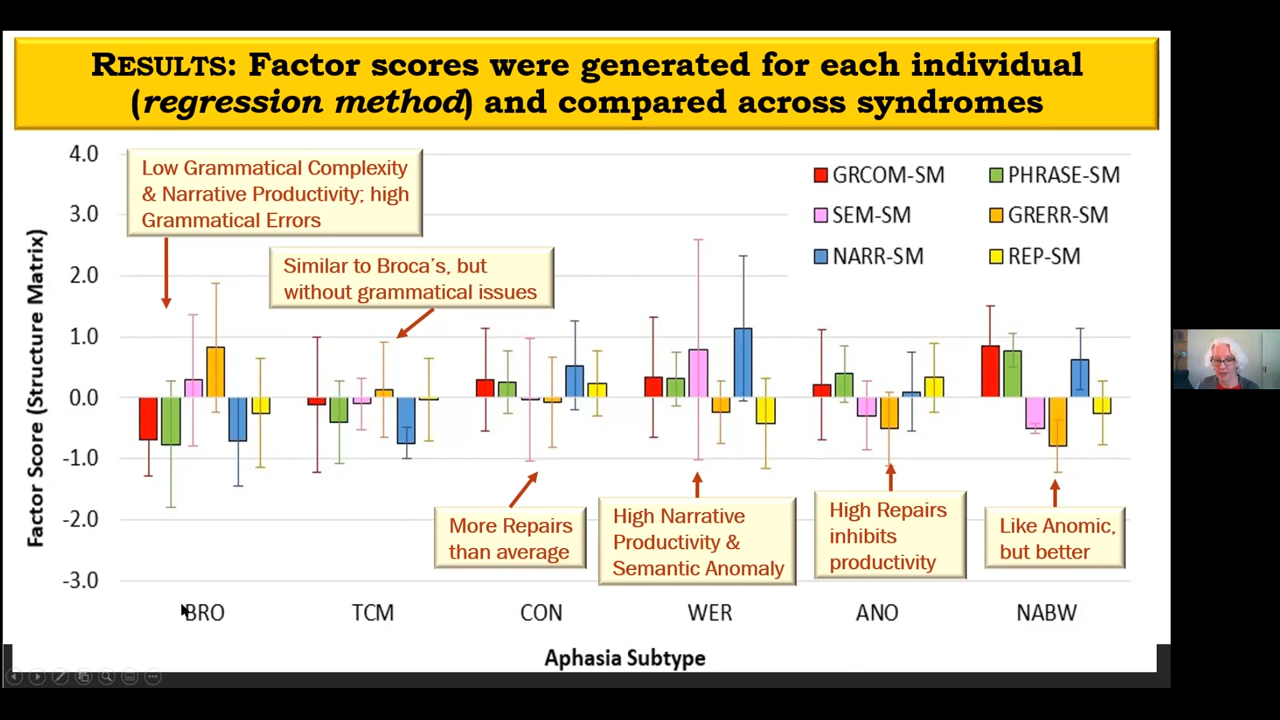 RESULTS: Factor scores were generated for each individual
(regression method) and compared across syndromes
4.0
3.0
2.0
1.0
0.0
-1.0
-2.0
-3.0
Factor Score (Structure Matrix)
Low Grammatical Complexity
& Narrative Productivity; high
Grammatical Errors
Similar to Broca's, but
without grammatical issues
GRCOM-SM
PHRASE-SM
SEM-SM
GRERR-SM
NARR-SM
REP-SM
More Repairs
than average
High Narrative
Productivity &
Semantic Anomaly
High Repairs
inhibits
productivity
Like Anomic,
but better
BRO
TCM
CON
WER
ANO
NABW
Aphasia Subtype